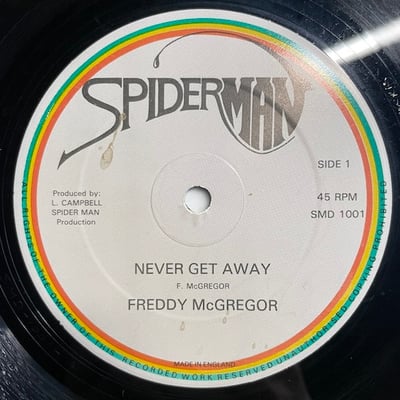 SPIDERMAN
SIDE 1
Produced by:
L. CAMPBELL
SPIDER MAN
Production
45 RPM
SMD 1001
NEVER GET AWAY
F. McGREGOR
FREDDY McGREGOR
MADE IN ENGLAND
ALL RIGHTS OF THE OWNER OF THIS RECORDED WORK RESERVED UNAUTHORISED COPYING PROHIBITED